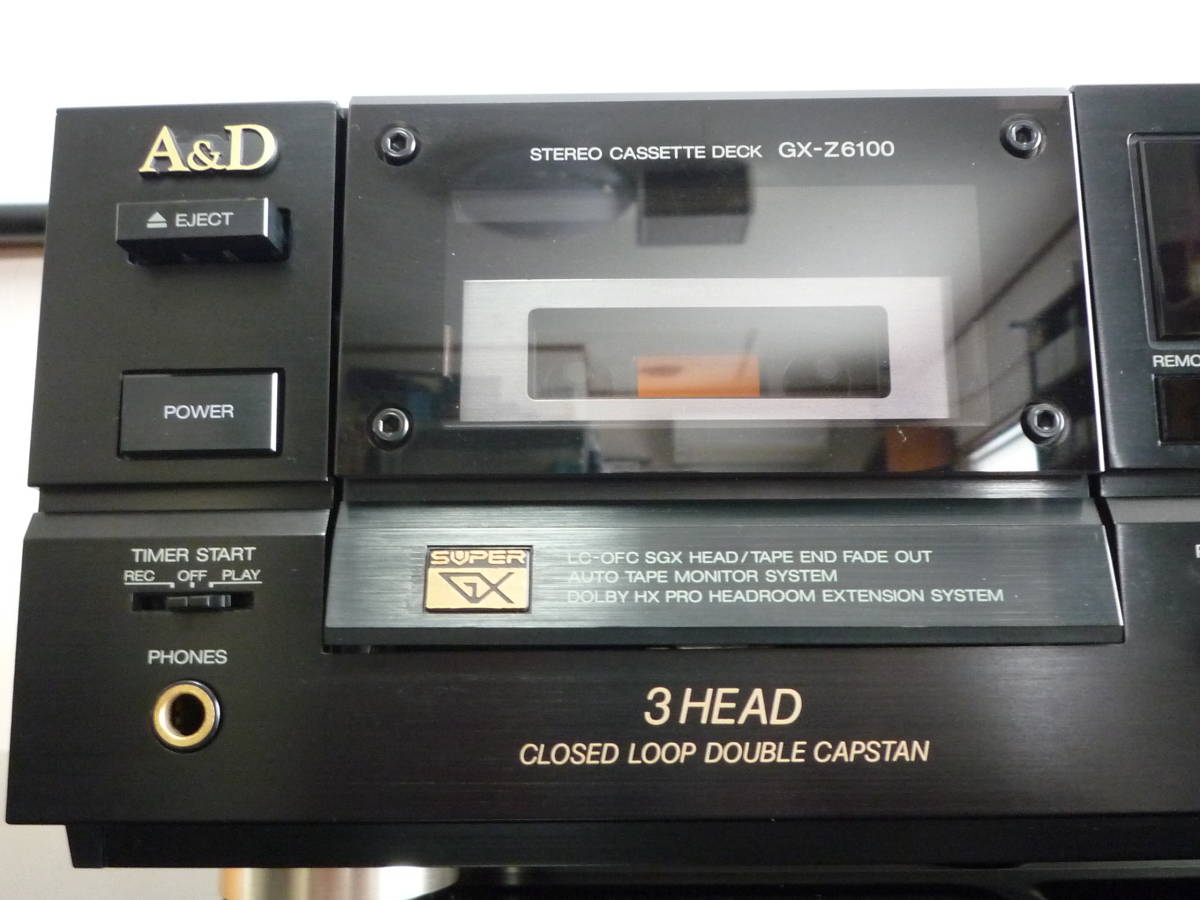 A&D
STEREO CASSETTE DECK GX-Z6100
EJECT
POWER
TIMER START
REC OFF PLAY
PHONES
SUPER
GX
LC-OFC SGX HEAD/TAPE END FADE OUT
AUTO TAPE MONITOR SYSTEM
DOLBY HX PRO HEADROOM EXTENSION SYSTEM
3 HEAD
CLOSED LOOP DOUBLE CAPSTAN